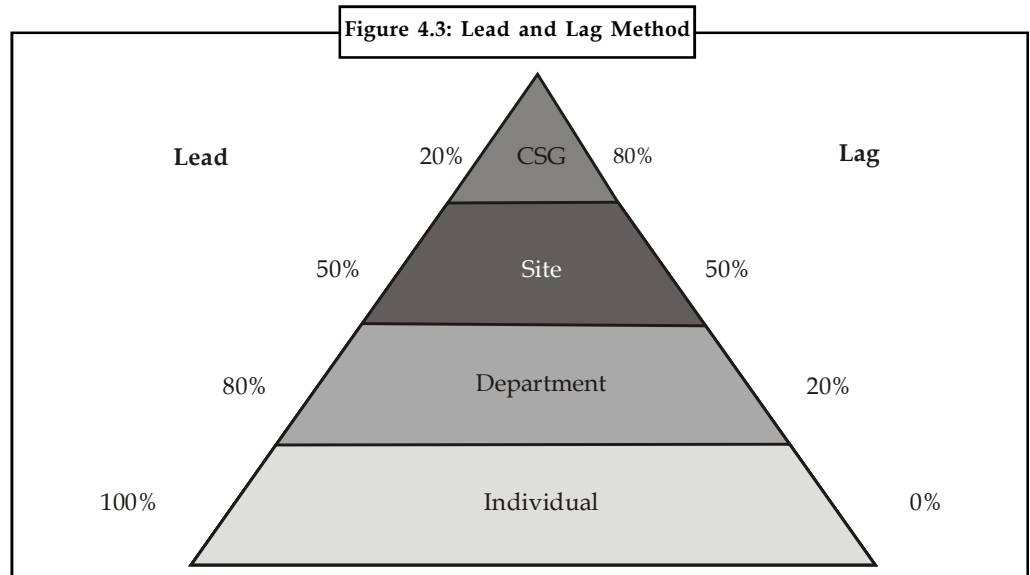 Figure 4.3: Lead and Lag Method
Lead 20% CSG 80% Lag
50% Site 50%
80% Department 20%
100% Individual 0%